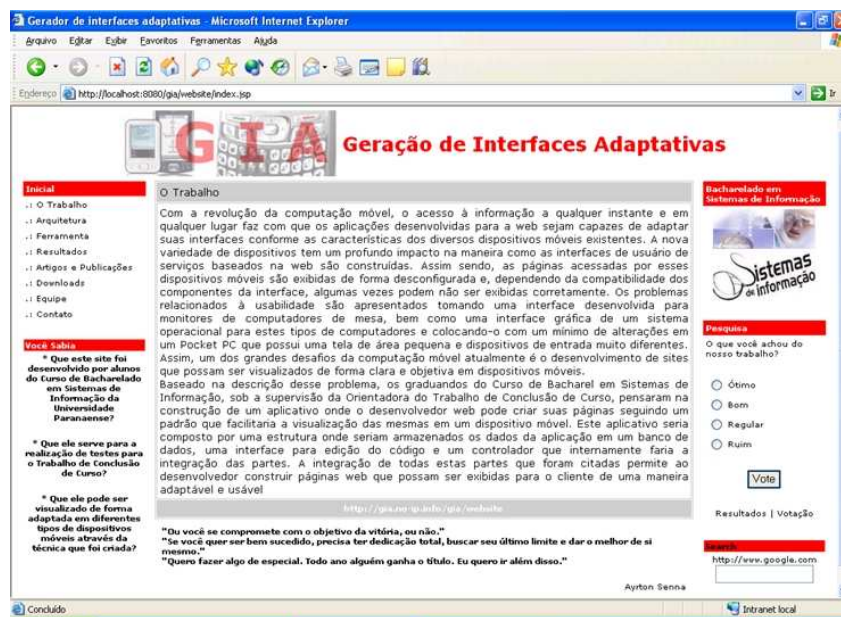 Gerador de interfaces adaptativas - Microsoft Internet Explorer
Arquivo Editar Exibir Favoritos Ferramentas Ajuda
Endereço http://localhost:8080/gia/website/index.jsp Ir
GIA Geração de Interfaces Adaptativas
Inicial
.: O Trabalho
.: Arquitetura
.: Ferramenta
.: Resultados
.: Artigos e Publicações
.: Downloads
.: Equipe
.: Contato
Você Sabia
* Que este site foi
desenvolvido por alunos
do Curso de Bacharelado
em Sistemas de
Informação da
Universidade
Paranaense?
* Que ele serve para a
realização de testes para
o Trabalho de Conclusão
de Curso?
* Que ele pode ser
visualizado de forma
adaptada em diferentes
tipos de dispositivos
móveis através da
técnica que foi criada?
O Trabalho
Com a revolução da computação móvel, o acesso à informação a qualquer instante e em
qualquer lugar faz com que os aplicações desenvolvidas para a web sejam capazes de adaptar
suas interfaces conforme as características dos diversos dispositivos móveis existentes. A nova
variedade de dispositivos tem um profundo impacto na maneira como as interfaces de usuário de
serviços baseados na web são construídas. Assim sendo, as páginas acessadas por esses
dispositivos móveis são exibidas de forma desconfigurada e, dependendo da compatibilidade dos
componentes da interface, algumas vezes podem não ser exibidas corretamente. Os problemas
relacionados à usabilidade são apresentados tomando uma interface desenvolvida para
monitores de computadores de mesa, bem como uma interface gráfica de um sistema
operacional para estes tipos de computadores e colocando-o com um mínimo de alterações em
um Pocket PC que possui uma tela de área pequena e dispositivos de entrada muito diferentes.
Assim, um dos grandes desafios da computação móvel atualmente é o desenvolvimento de sites
que possam ser visualizados de forma clara e objetiva em dispositivos móveis.
Baseado na descrição desse problema, os graduandos do Curso de Bacharel em Sistemas de
Informação, sob a supervisão da Orientadora do Trabalho de Conclusão de Curso, pensaram na
construção de um aplicativo onde o desenvolvedor web pode criar suas páginas seguindo um
padrão que facilitaria a visualização das mesmas em um dispositivo móvel. Este aplicativo seria
composto por uma estrutura onde seriam armazenados os dados da aplicação em um banco de
dados, uma interface para edição do código e um controlador que internamente faria a
integração das partes. A integração de todas estas partes que foram citadas permite ao
desenvolvedor construir páginas web que possam ser exibidas para o cliente de uma maneira
adaptável e usável
http://gia.no-ip.info/gia/website
"Ou você se compromete com o objetivo da vitória, ou não."
"Se você quer ser bem sucedido, precisa ter dedicação total, buscar seu último limite e dar o melhor de si
mesmo."
"Quero fazer algo de especial. Todo ano alguém ganha o título. Eu quero ir além disso."
Ayrton Senna
Bacharelado em
Sistemas de Informação
Sistemas
de Informação
Pesquisa
O que você achou do
nosso trabalho?
Ótimo
Bom
Regular
Ruim
Vote
Resultados | Votação
Search
http://www.google.com
Concluído Intranet local